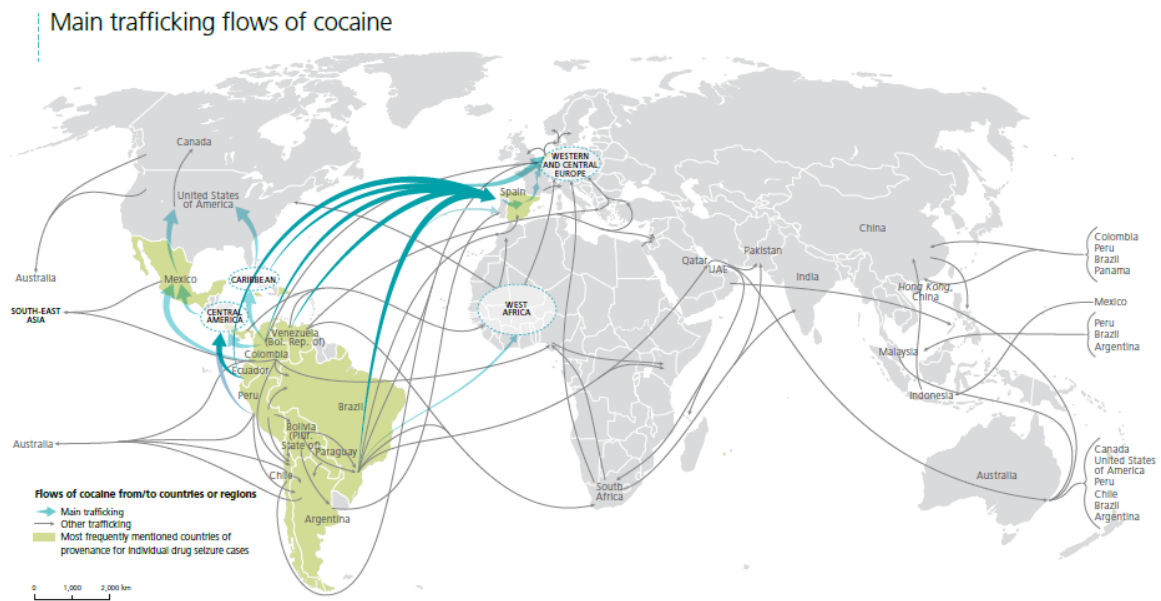 Main trafficking flows of cocaine
Canada
United States
of America
Australia
SOUTH-EAST
ASIA
Mexico
CARIBBEAN
CENTRAL
AMERICA
Venezuela
(Bol. Rep. of)
Colombia
Ecuador
Peru
Brazil
Bolivia
(Plur.
State of)
Paraguay
Chile
Argentina
Australia
WESTERN
AND CENTRAL
EUROPE
Spain
WEST
AFRICA
South
Africa
Qatar
UAE
Pakistan
India
China
Hong Kong,
China
Malaysia
Indonesia
Australia
Colombia
Peru
Brazil
Panama
Mexico
Peru
Brazil
Argentina
Canada
United States
of America
Peru
Chile
Brazil
Argentina
Flows of cocaine from/to countries or regions
Main trafficking
Other trafficking
Most frequently mentioned countries of
provenance for individual drug seizure cases
0 1,000 2,000 km